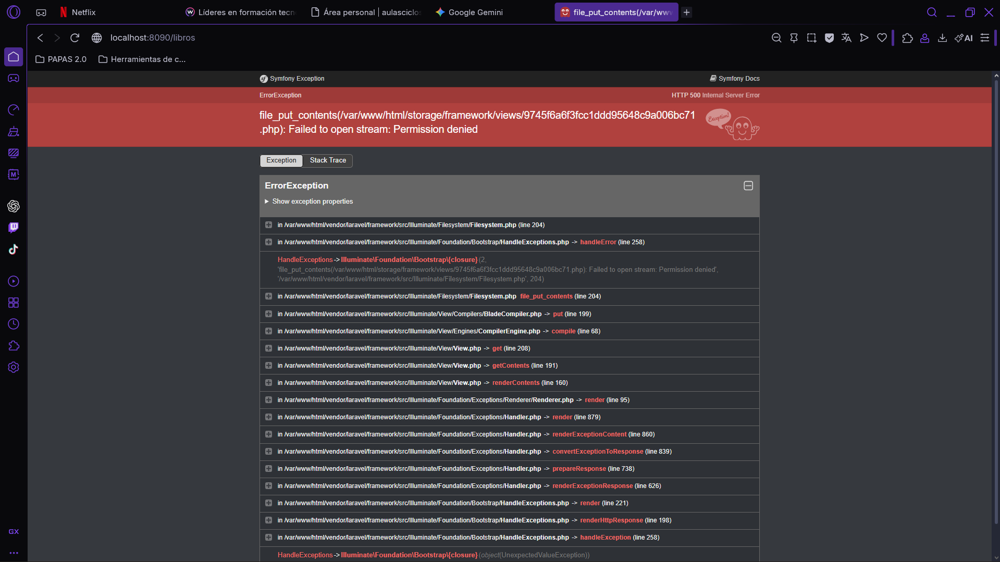 Netflix
Líderes en formación tecn
Área personal | aulasciclos
Google Gemini
file_put_contents(/var/www
localhost:8090/libros
AI
PAPAS 2.0
Herramientas de c...
Symfony Exception
Symfony Docs
ErrorException
HTTP 500 Internal Server Error
file_put_contents(/var/www/html/storage/framework/views/9745f6a6f3fcc1ddd95648c9a006bc71
.php): Failed to open stream: Permission denied
Exception!
Exception
Stack Trace
ErrorException
Show exception properties
in /var/www/html/vendor/laravel/framework/src/Illuminate/Filesystem/Filesystem.php (line 204)
in /var/www/html/vendor/laravel/framework/src/Illuminate/Foundation/Bootstrap/HandleExceptions.php -> handleError (line 258)
HandleExceptions->Illuminate\Foundation\Bootstrap\{closure}(2,
'file_put_contents(/var/www/html/storage/framework/views/9745f6a6f3fcc1ddd95648c9a006bc71.php): Failed to open stream: Permission denied',
'/var/www/html/vendor/laravel/framework/src/Illuminate/Filesystem/Filesystem.php', 204)
in /var/www/html/vendor/laravel/framework/src/Illuminate/Filesystem/Filesystem.php file_put_contents (line 204)
in /var/www/html/vendor/laravel/framework/src/Illuminate/View/Compilers/BladeCompiler.php -> put (line 199)
in /var/www/html/vendor/laravel/framework/src/Illuminate/View/Engines/CompilerEngine.php -> compile (line 68)
in /var/www/html/vendor/laravel/framework/src/Illuminate/View/View.php -> get (line 208)
in /var/www/html/vendor/laravel/framework/src/Illuminate/View/View.php -> getContents (line 191)
in /var/www/html/vendor/laravel/framework/src/Illuminate/View/View.php -> renderContents (line 160)
in /var/www/html/vendor/laravel/framework/src/Illuminate/Foundation/Exceptions/Renderer/Renderer.php -> render (line 95)
in /var/www/html/vendor/laravel/framework/src/Illuminate/Foundation/Exceptions/Handler.php -> render (line 879)
in /var/www/html/vendor/laravel/framework/src/Illuminate/Foundation/Exceptions/Handler.php -> renderExceptionContent (line 860)
in /var/www/html/vendor/laravel/framework/src/Illuminate/Foundation/Exceptions/Handler.php -> convertExceptionToResponse (line 839)
in /var/www/html/vendor/laravel/framework/src/Illuminate/Foundation/Exceptions/Handler.php -> prepareResponse (line 738)
in /var/www/html/vendor/laravel/framework/src/Illuminate/Foundation/Exceptions/Handler.php -> renderExceptionResponse (line 626)
in /var/www/html/vendor/laravel/framework/src/Illuminate/Foundation/Bootstrap/HandleExceptions.php -> render (line 221)
in /var/www/html/vendor/laravel/framework/src/Illuminate/Foundation/Bootstrap/HandleExceptions.php -> renderHttpResponse (line 198)
in /var/www/html/vendor/laravel/framework/src/Illuminate/Foundation/Bootstrap/HandleExceptions.php -> handleException (line 258)
HandleExceptions->Illuminate\Foundation\Bootstrap\{closure}(object(UnexpectedValueException))
GX